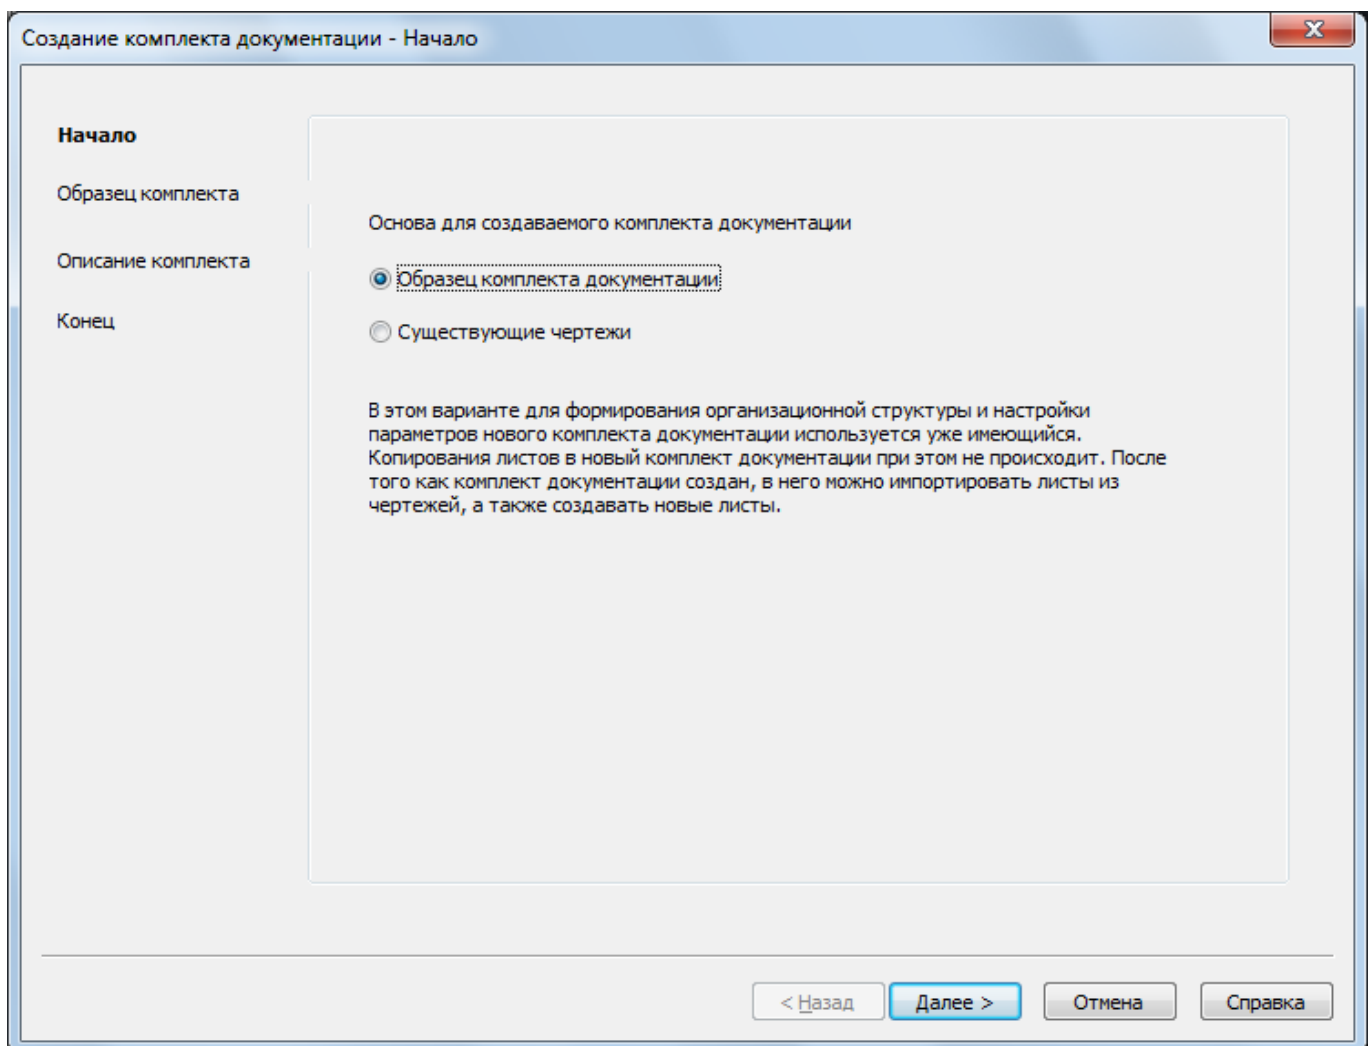 Создание комплекта документации - Начало
Начало
Образец комплекта
Описание комплекта
Конец
Основа для создаваемого комплекта документации
Образец комплекта документации
Существующие чертежи
В этом варианте для формирования организационной структуры и настройки
параметров нового комплекта документации используется уже имеющийся.
Копирования листов в новый комплект документации при этом не происходит. После
того как комплект документации создан, в него можно импортировать листы из
чертежей, а также создавать новые листы.
< Назад
Далее >
Отмена
Справка